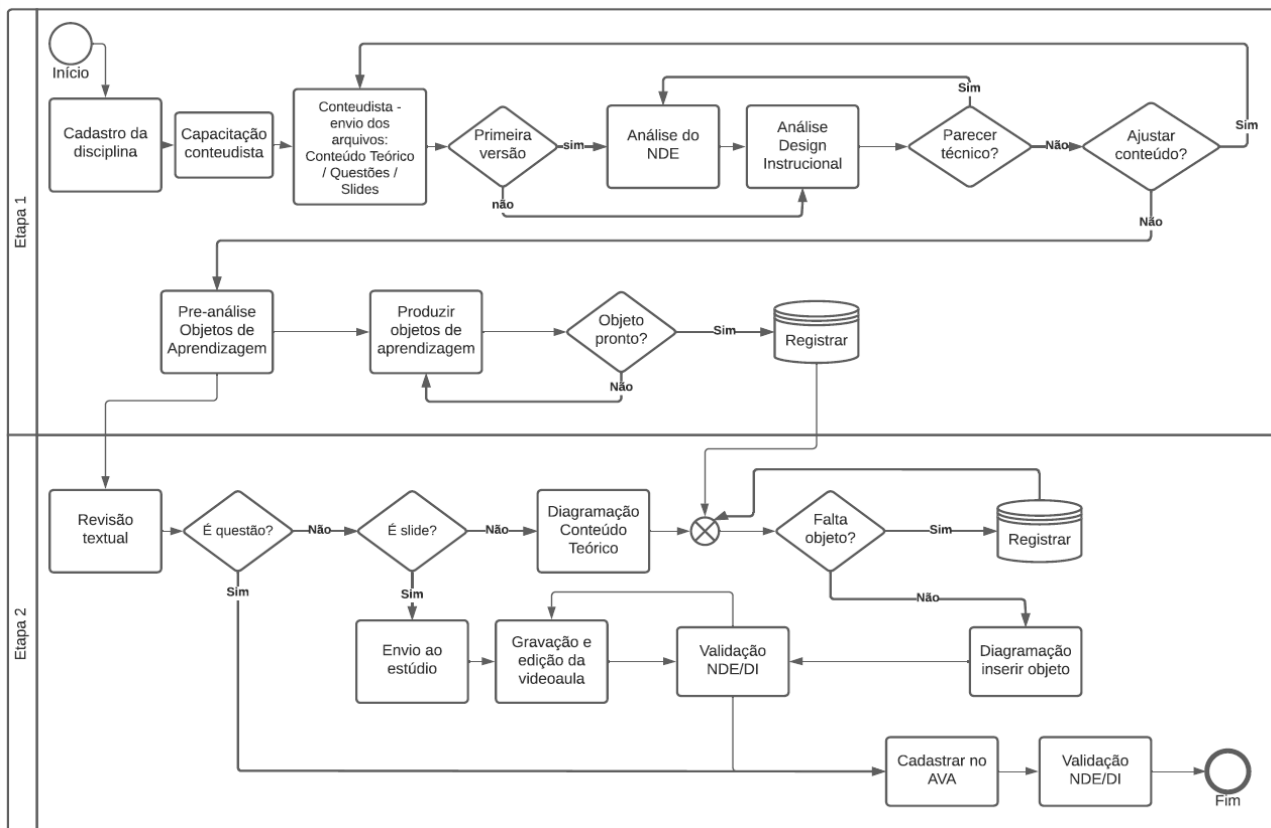 Etapa 1
Início
Cadastro da
disciplina
Capacitação
conteudista
Conteudista -
envio dos
arquivos:
Conteúdo Teórico
/ Questões /
Slides
Primeira
versão
sim
não
Análise do
NDE
Análise
Design
Instrucional
Sim
Parecer
técnico?
Não
Ajustar
conteúdo?
Sim
Não
Pre-análise
Objetos de
Aprendizagem
Produzir
objetos de
aprendizagem
Objeto
pronto?
Sim
Não
Registrar
Etapa 2
Revisão
textual
É questão?
Não
Sim
É slide?
Não
Sim
Diagramação
Conteúdo
Teórico
Falta
objeto?
Sim
Não
Registrar
Envio ao
estúdio
Gravação e
edição da
videoaula
Validação
NDE/DI
Diagramação
inserir objeto
Cadastrar no
AVA
Validação
NDE/DI
Fim